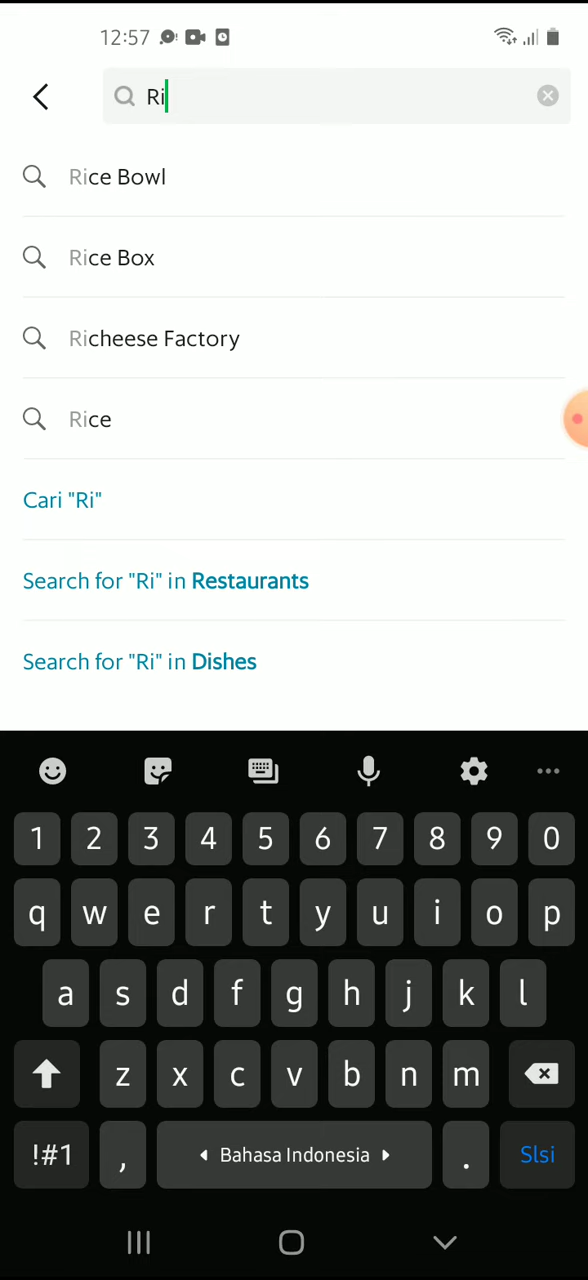 12:57
Ri
Rice Bowl
Rice Box
Richeese Factory
Rice
Cari "Ri"
Search for "Ri" in Restaurants
Search for "Ri" in Dishes
1 2 3 4 5 6 7 8 9 0
q w e r t y u i o p
a s d f g h j k l
z x c v b n m
!#1 , Bahasa Indonesia . Slsi